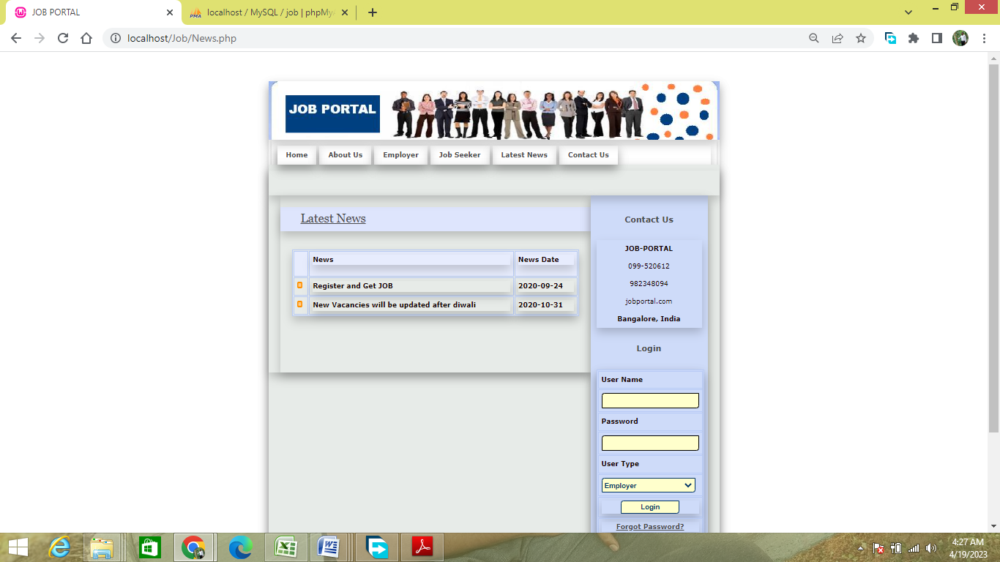 JOB PORTAL
localhost / MySQL / job | phpMyA
localhost/Job/News.php
JOB PORTAL
Home About Us Employer Job Seeker Latest News Contact Us
Latest News
News News Date
Register and Get JOB 2020-09-24
New Vacancies will be updated after diwali 2020-10-31
Contact Us
JOB-PORTAL
099-520612
982348094
jobportal.com
Bangalore, India
Login
User Name
Password
User Type
Employer
Login
Forgot Password?
4:27 AM
4/19/2023